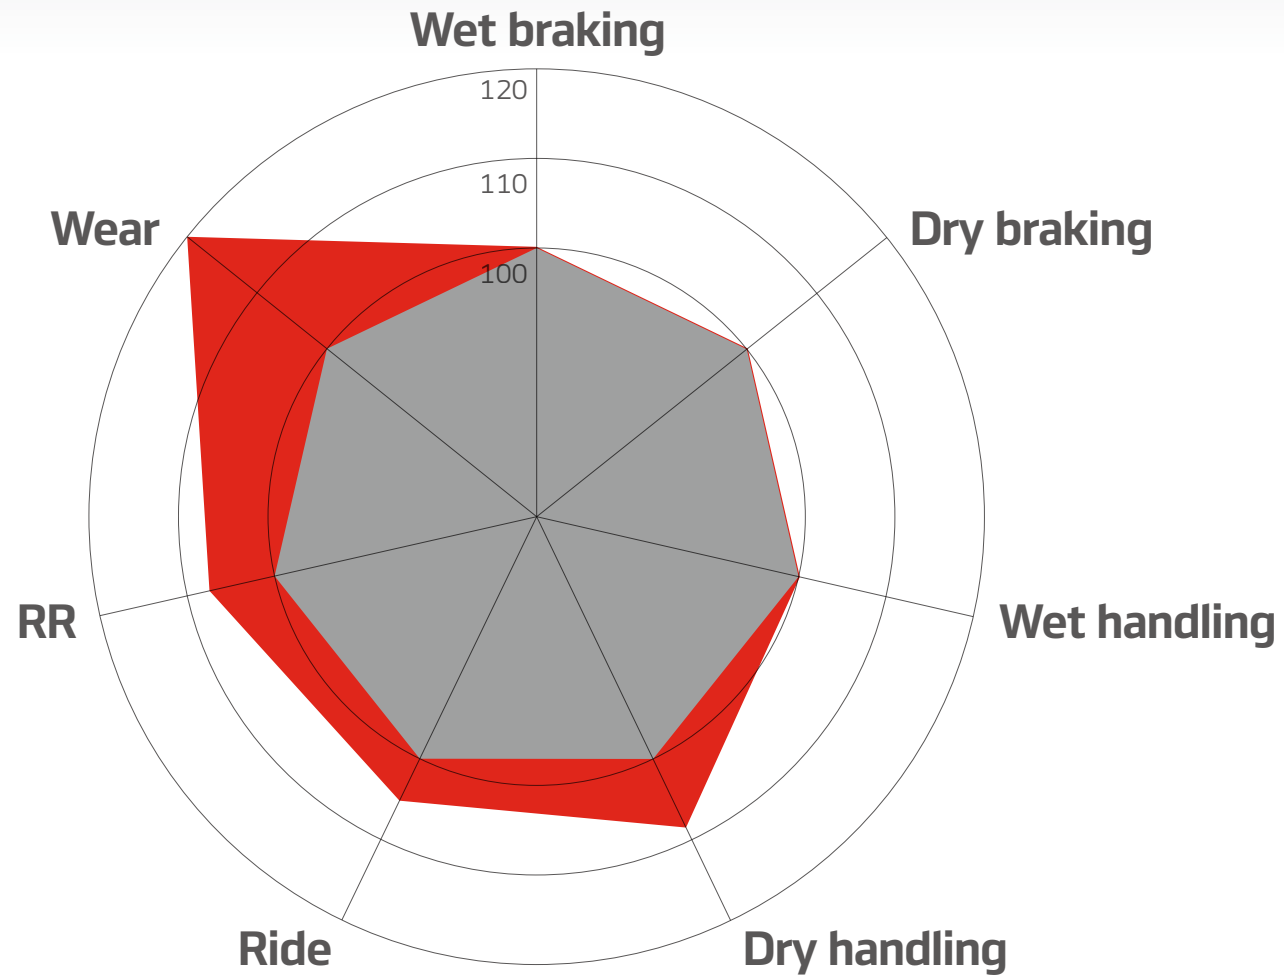 Wet braking
120
110
Wear
Dry braking
100
RR
Wet handling
Ride
Dry handling